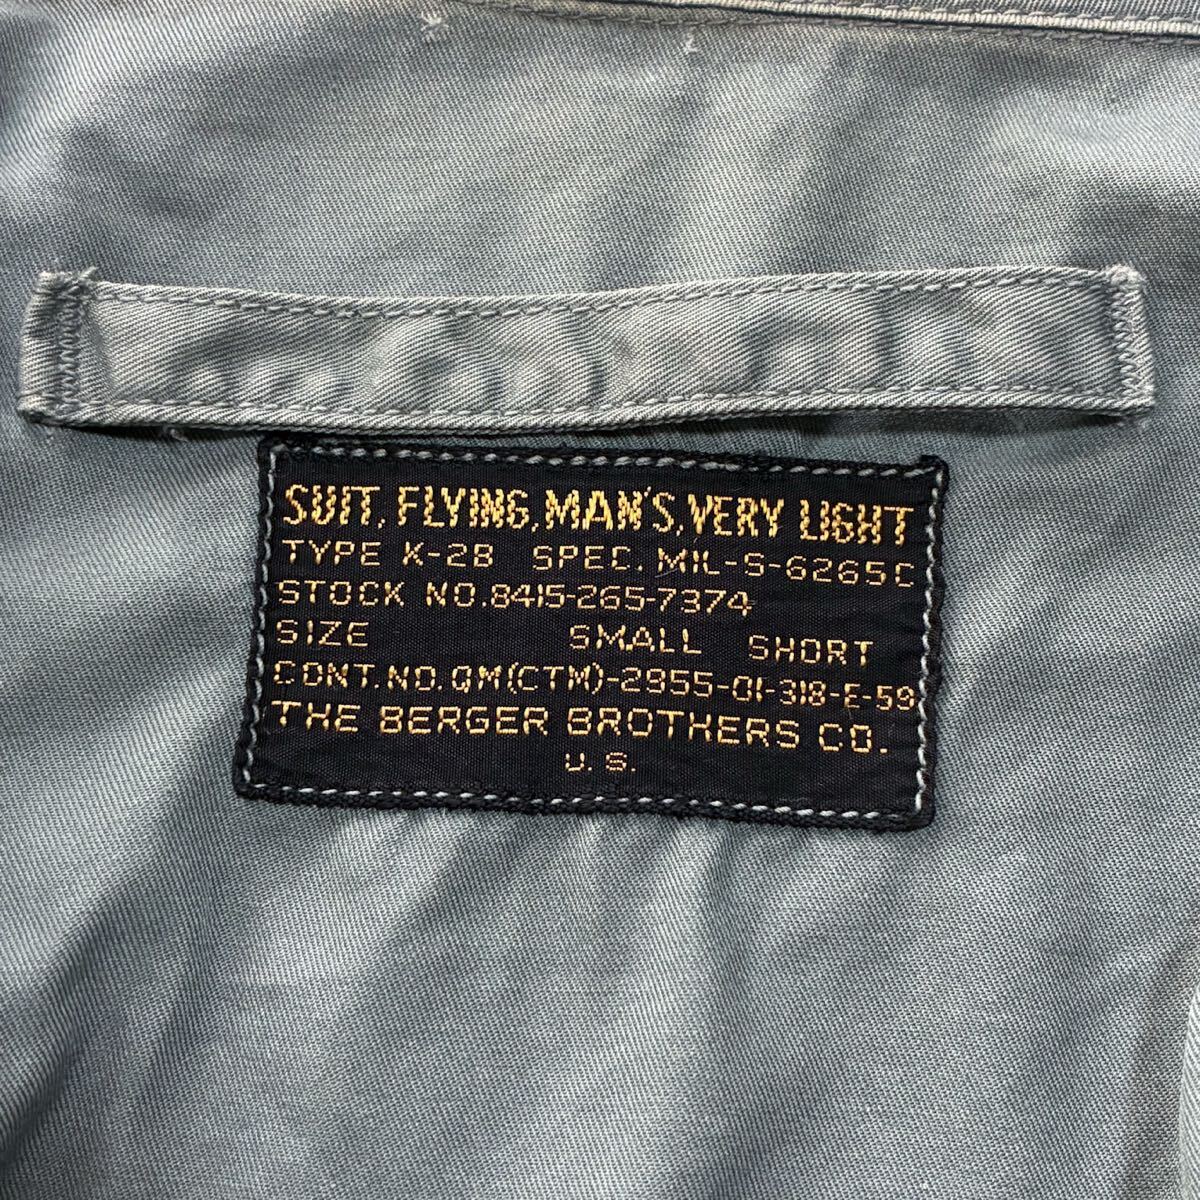 SUIT, FLYING, MAN'S, VERY LIGHT
TYPE K-2B SPEC. MIL-S-6265C
STOCK NO. 8415-265-7374
SIZE SMALL SHORT
CONT. NO. QM(CTM)-2955-01-318-E-59
THE BERGER BROTHERS CO.
U. S.